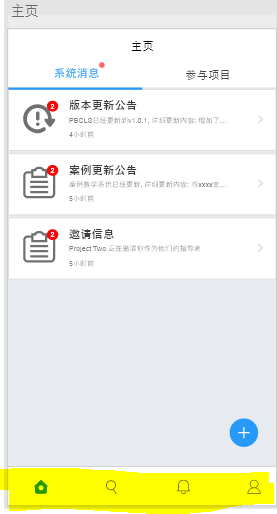 主页
主页
系统消息
参与项目
2
版本更新公告
PBCLS已经更新到v1.0.1, 详细更新内容: 增加了...
4小时前
2
案例更新公告
案例教学系统已经更新, 详细更新内容: 将xxxx变...
5小时前
2
邀请信息
Project Two 正在邀请你作为他们的指导者
5小时前